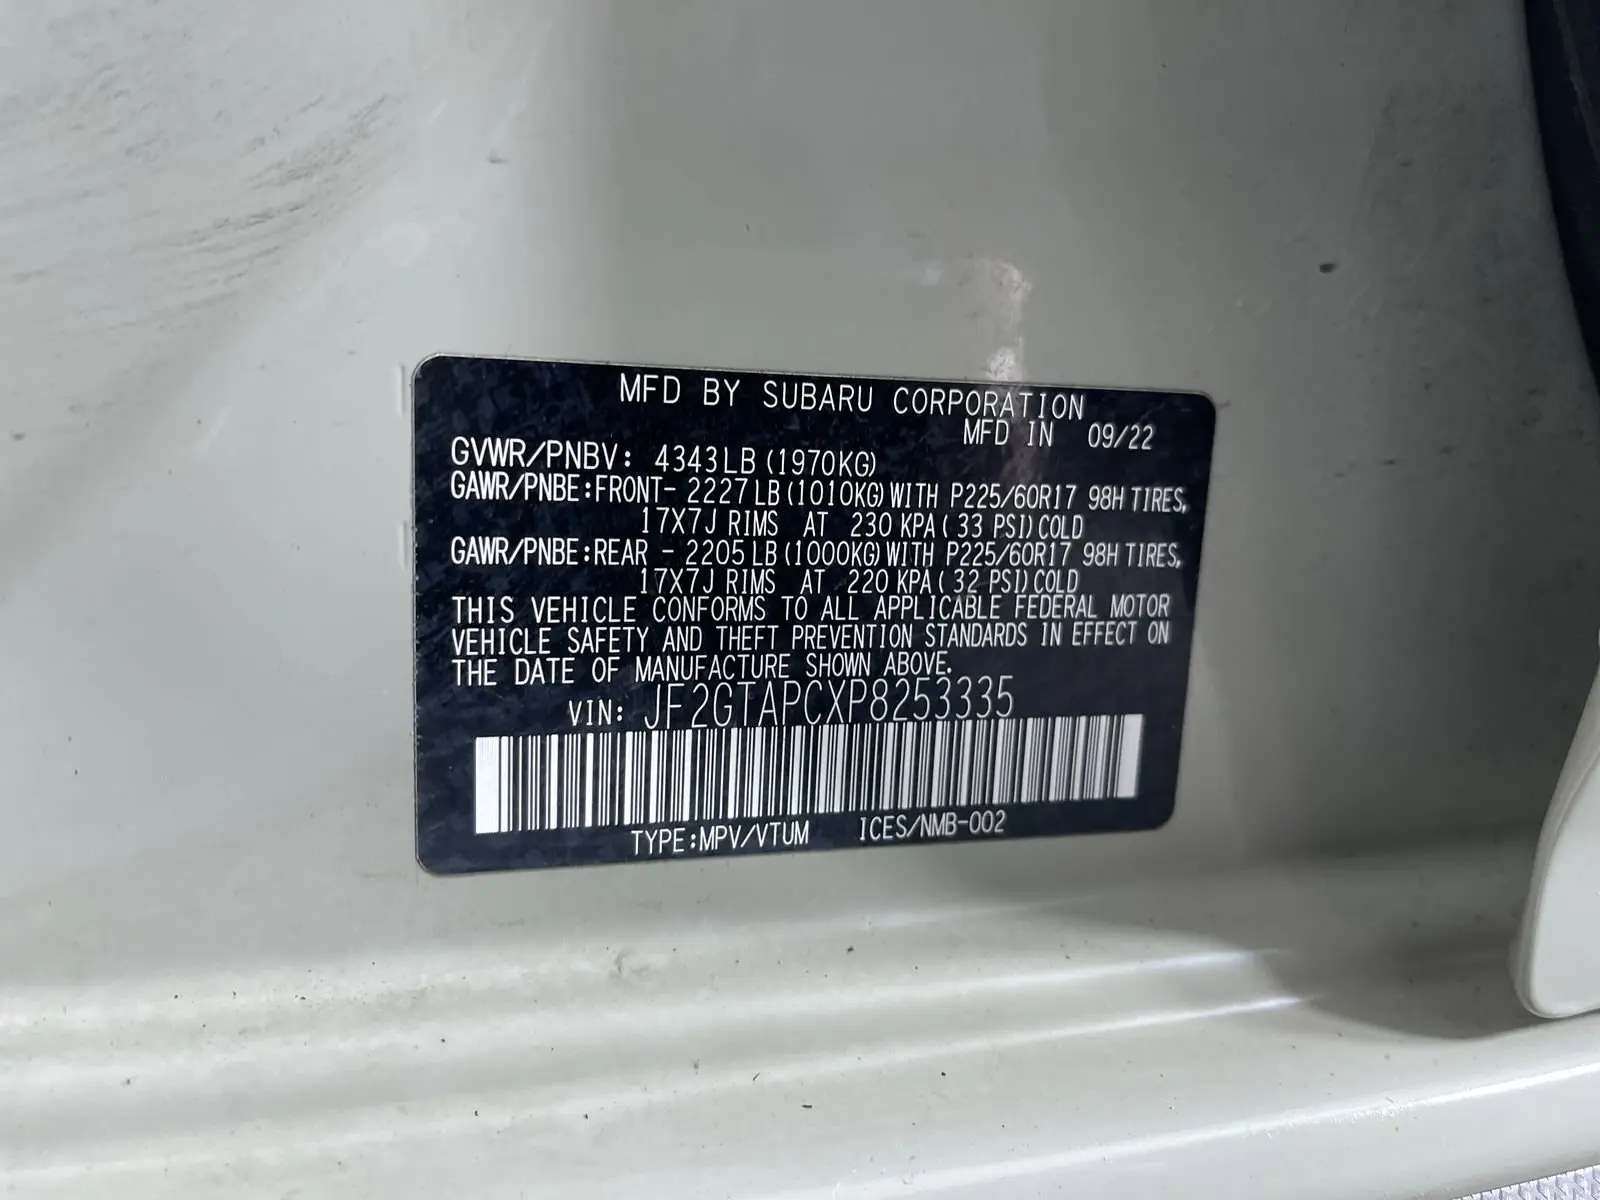 MFD BY SUBARU CORPORATION
MFD IN 09/22
GVWR/PNBV: 4343LB(1970KG)
GAWR/PNBE:FRONT- 2227LB(1010KG)WITH P225/60R17 98H TIRES,
17X7J RIMS AT 230 KPA( 33 PSI)COLD
GAWR/PNBE:REAR - 2205LB(1000KG)WITH P225/60R17 98H TIRES,
17X7J RIMS AT 220 KPA( 32 PSI)COLD
THIS VEHICLE CONFORMS TO ALL APPLICABLE FEDERAL MOTOR
VEHICLE SAFETY AND THEFT PREVENTION STANDARDS IN EFFECT ON
THE DATE OF MANUFACTURE SHOWN ABOVE.
VIN: JF2GTAPCXP8253335
TYPE:MPV/VTUM ICES/NMB-002